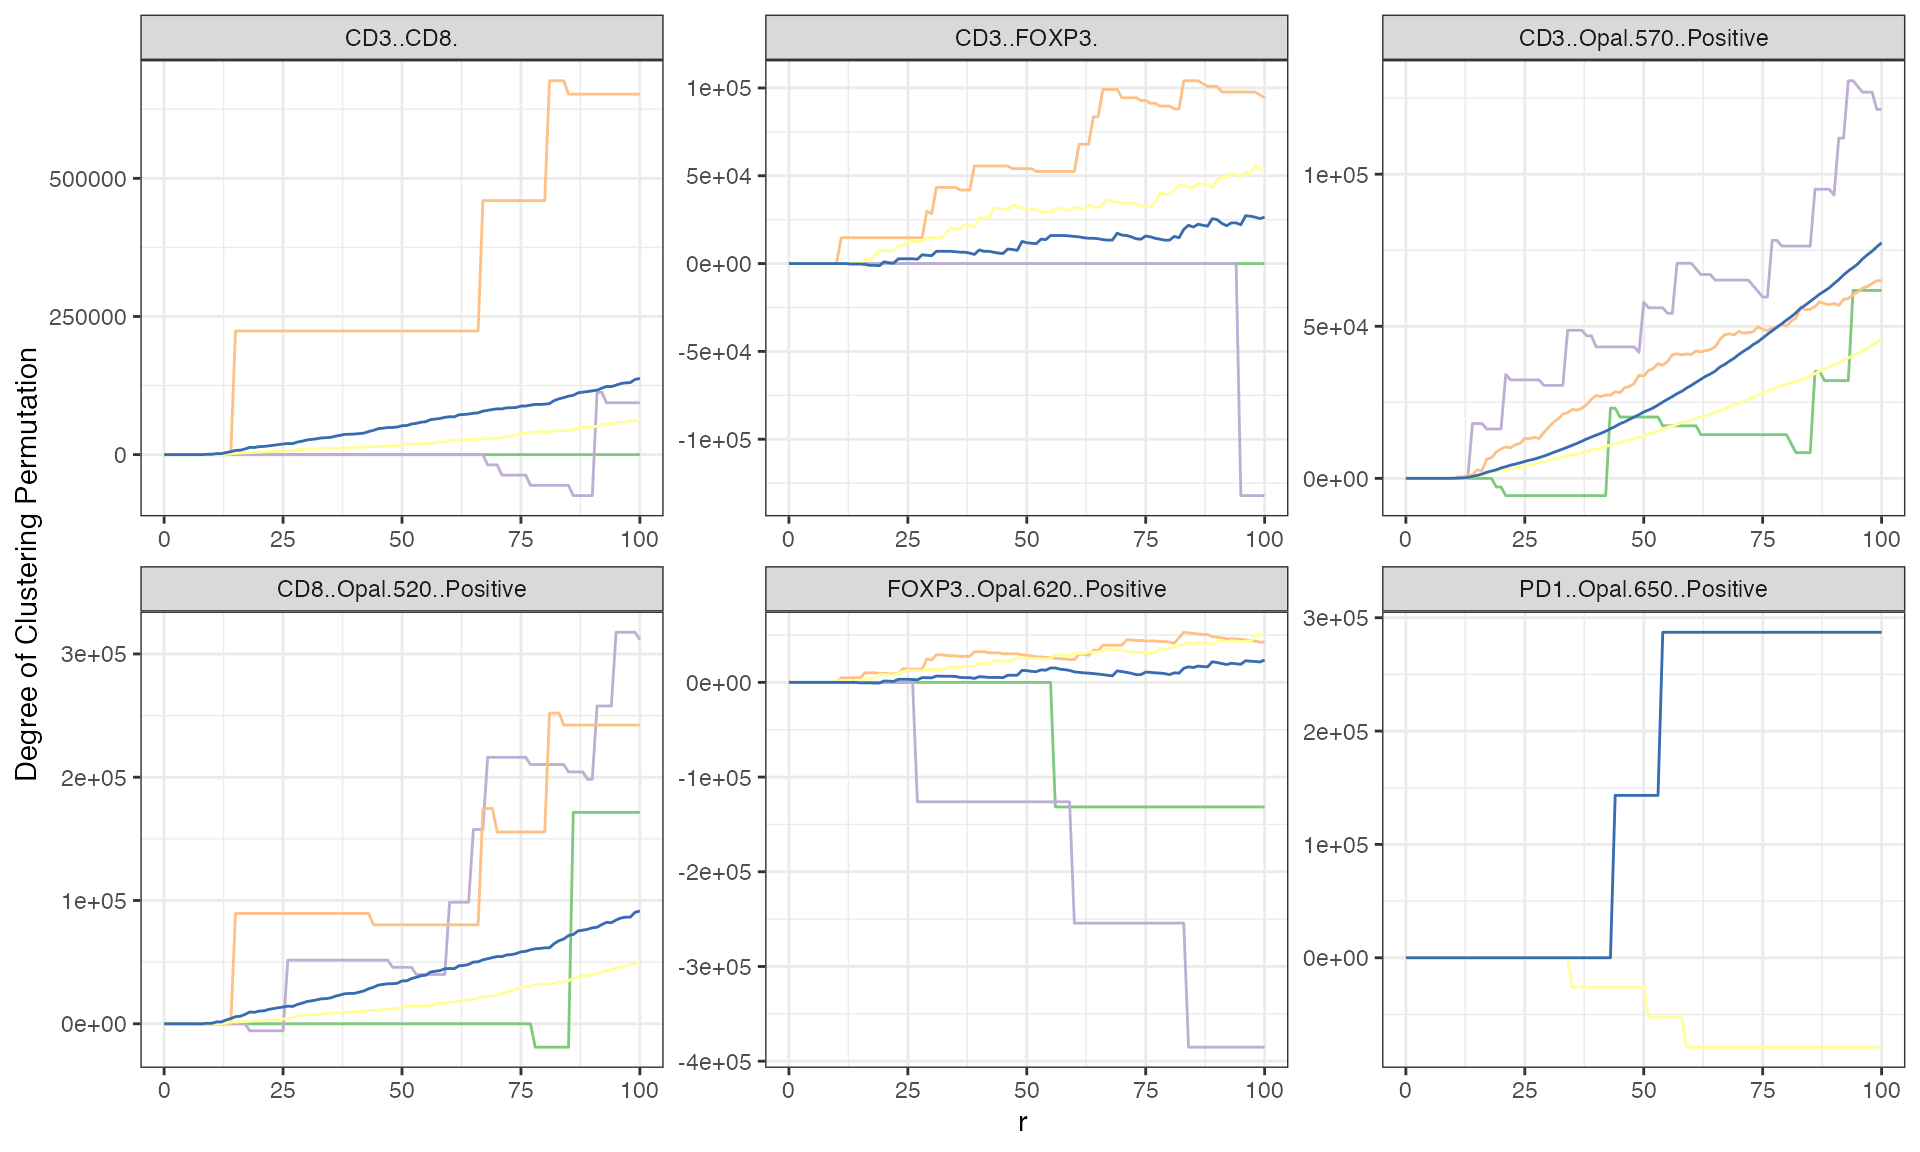 CD3..CD8.
CD3..FOXP3.
CD3..Opal.570..Positive
500000
250000
0
0 25 50 75 100
1e+05
5e+04
0e+00
-5e+04
-1e+05
0 25 50 75 100
1e+05
5e+04
0e+00
0 25 50 75 100
Degree of Clustering Permutation
CD8..Opal.520..Positive
FOXP3..Opal.620..Positive
PD1..Opal.650..Positive
3e+05
2e+05
1e+05
0e+00
0 25 50 75 100
0e+00
-1e+05
-2e+05
-3e+05
-4e+05
0 25 50 75 100
3e+05
2e+05
1e+05
0e+00
0 25 50 75 100
r